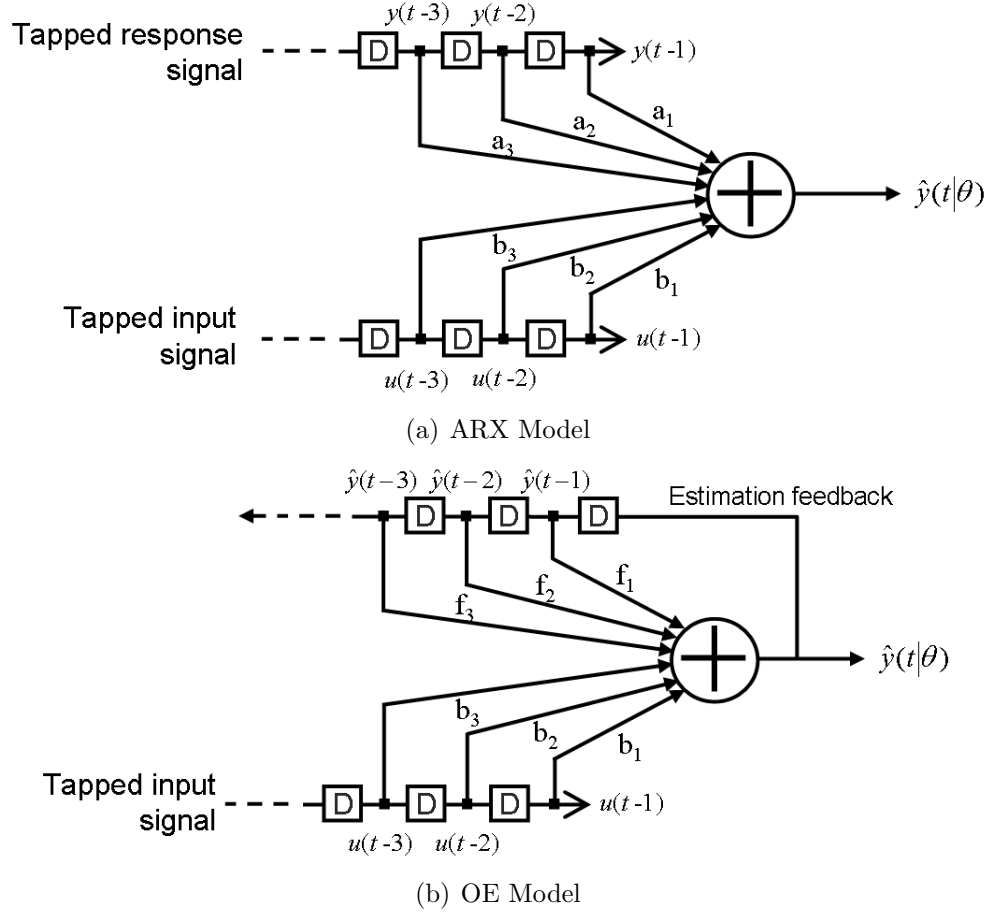 y(t-3) y(t-2)
Tapped response
signal
D D D
y(t-1)
a₁
a₂
a₃
ŷ(t|θ)
b₃
b₂
b₁
Tapped input
signal
D D D
u(t-1)
u(t-3) u(t-2)
(a) ARX Model
ŷ(t-3) ŷ(t-2) ŷ(t-1)
Estimation feedback
D D D
f₁
f₂
f₃
ŷ(t|θ)
b₃
b₂
b₁
Tapped input
signal
D D D
u(t-1)
u(t-3) u(t-2)
(b) OE Model